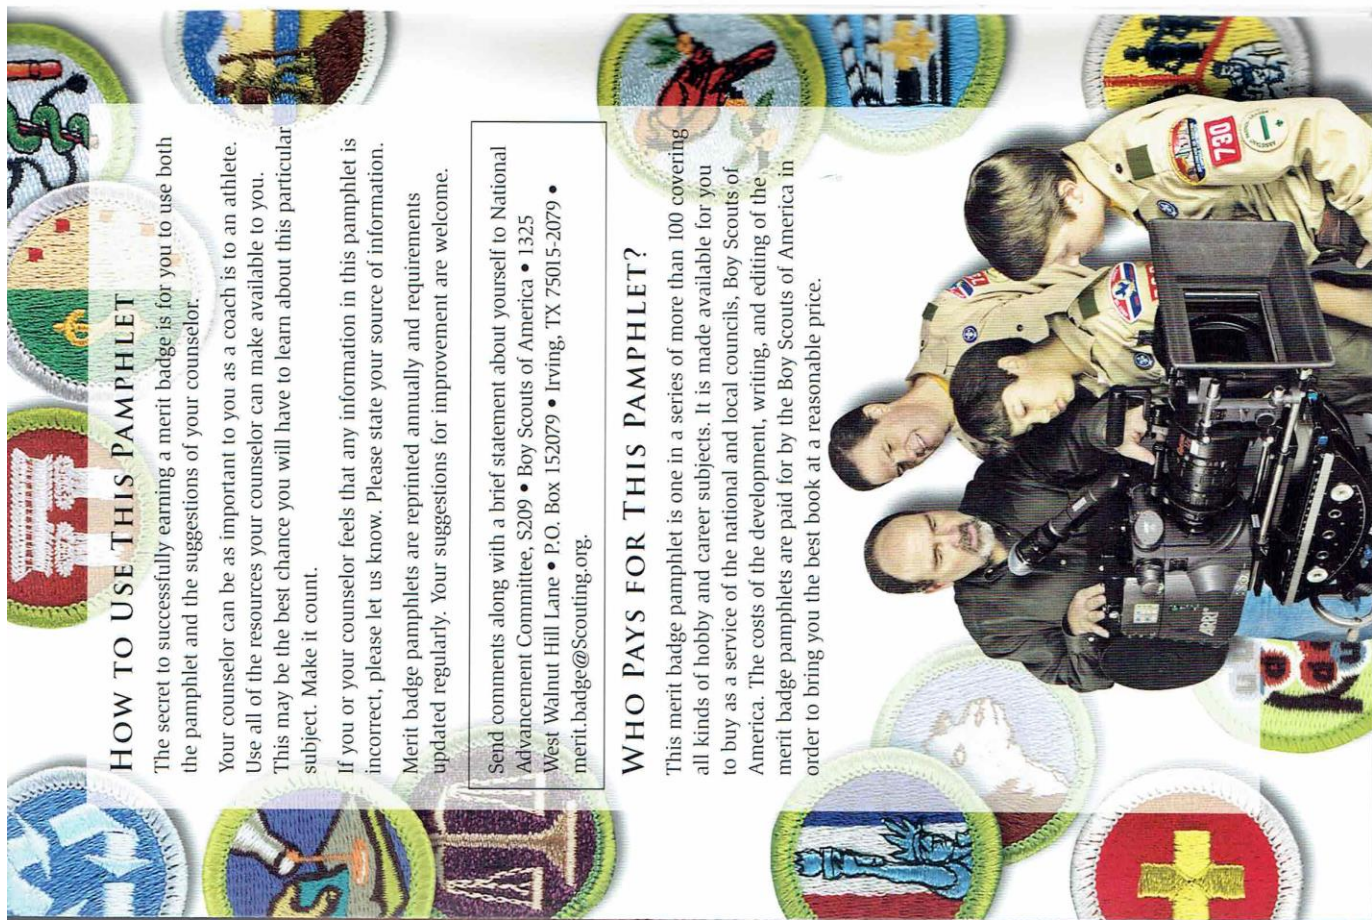 HOW TO USE THIS PAMPHLET
The secret to successfully earning a merit badge is for you to use both
the pamphlet and the suggestions of your counselor.
Your counselor can be as important to you as a coach is to an athlete.
Use all of the resources your counselor can make available to you.
This may be the best chance you will have to learn about this particular
subject. Make it count.
If you or your counselor feels that any information in this pamphlet is
incorrect, please let us know. Please state your source of information.
Merit badge pamphlets are reprinted annually and requirements
updated regularly. Your suggestions for improvement are welcome.
Send comments along with a brief statement about yourself to National
Advancement Committee, S209 • Boy Scouts of America • 1325
West Walnut Hill Lane • P.O. Box 152079 • Irving, TX 75015-2079 •
merit.badge@Scouting.org.
WHO PAYS FOR THIS PAMPHLET?
This merit badge pamphlet is one in a series of more than 100 covering
all kinds of hobby and career subjects. It is made available for you
to buy as a service of the national and local councils, Boy Scouts of
America. The costs of the development, writing, and editing of the
merit badge pamphlets are paid for by the Boy Scouts of America in
order to bring you the best book at a reasonable price.
730
ARRI